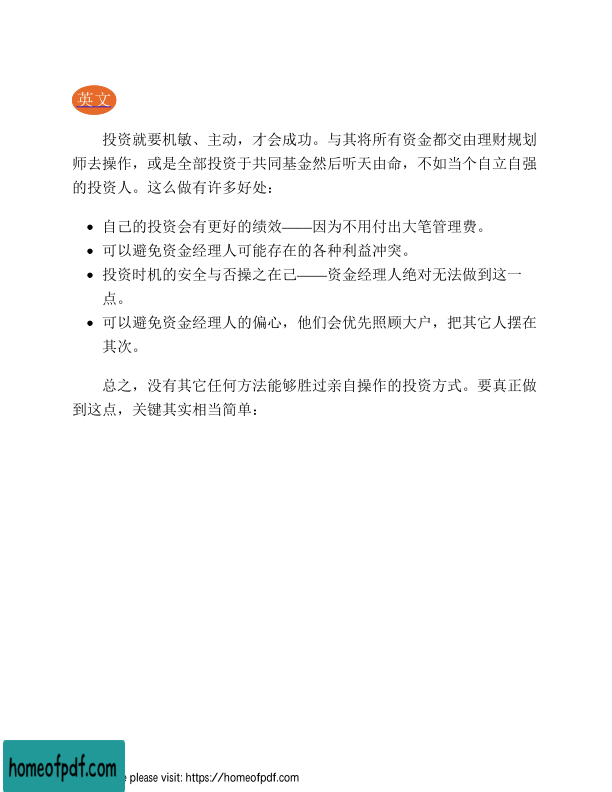 英文
投资就要机敏、主动，才会成功。与其将所有资金都交由理财规划
师去操作，或是全部投资于共同基金然后听天由命，不如当个自立自强
的投资人。这么做有许多好处：
● 自己的投资会有更好的绩效——因为不用付出大笔管理费。
● 可以避免资金经理人可能存在的各种利益冲突。
● 投资时机的安全与否操之在己——资金经理人绝对无法做到这一
点。
● 可以避免资金经理人的偏心，他们会优先照顾大户，把其它人摆在
其次。
总之，没有其它任何方法能够胜过亲自操作的投资方式。要真正做
到这点，关键其实相当简单：
homeofpdf.com
e please visit: https://homeofpdf.com